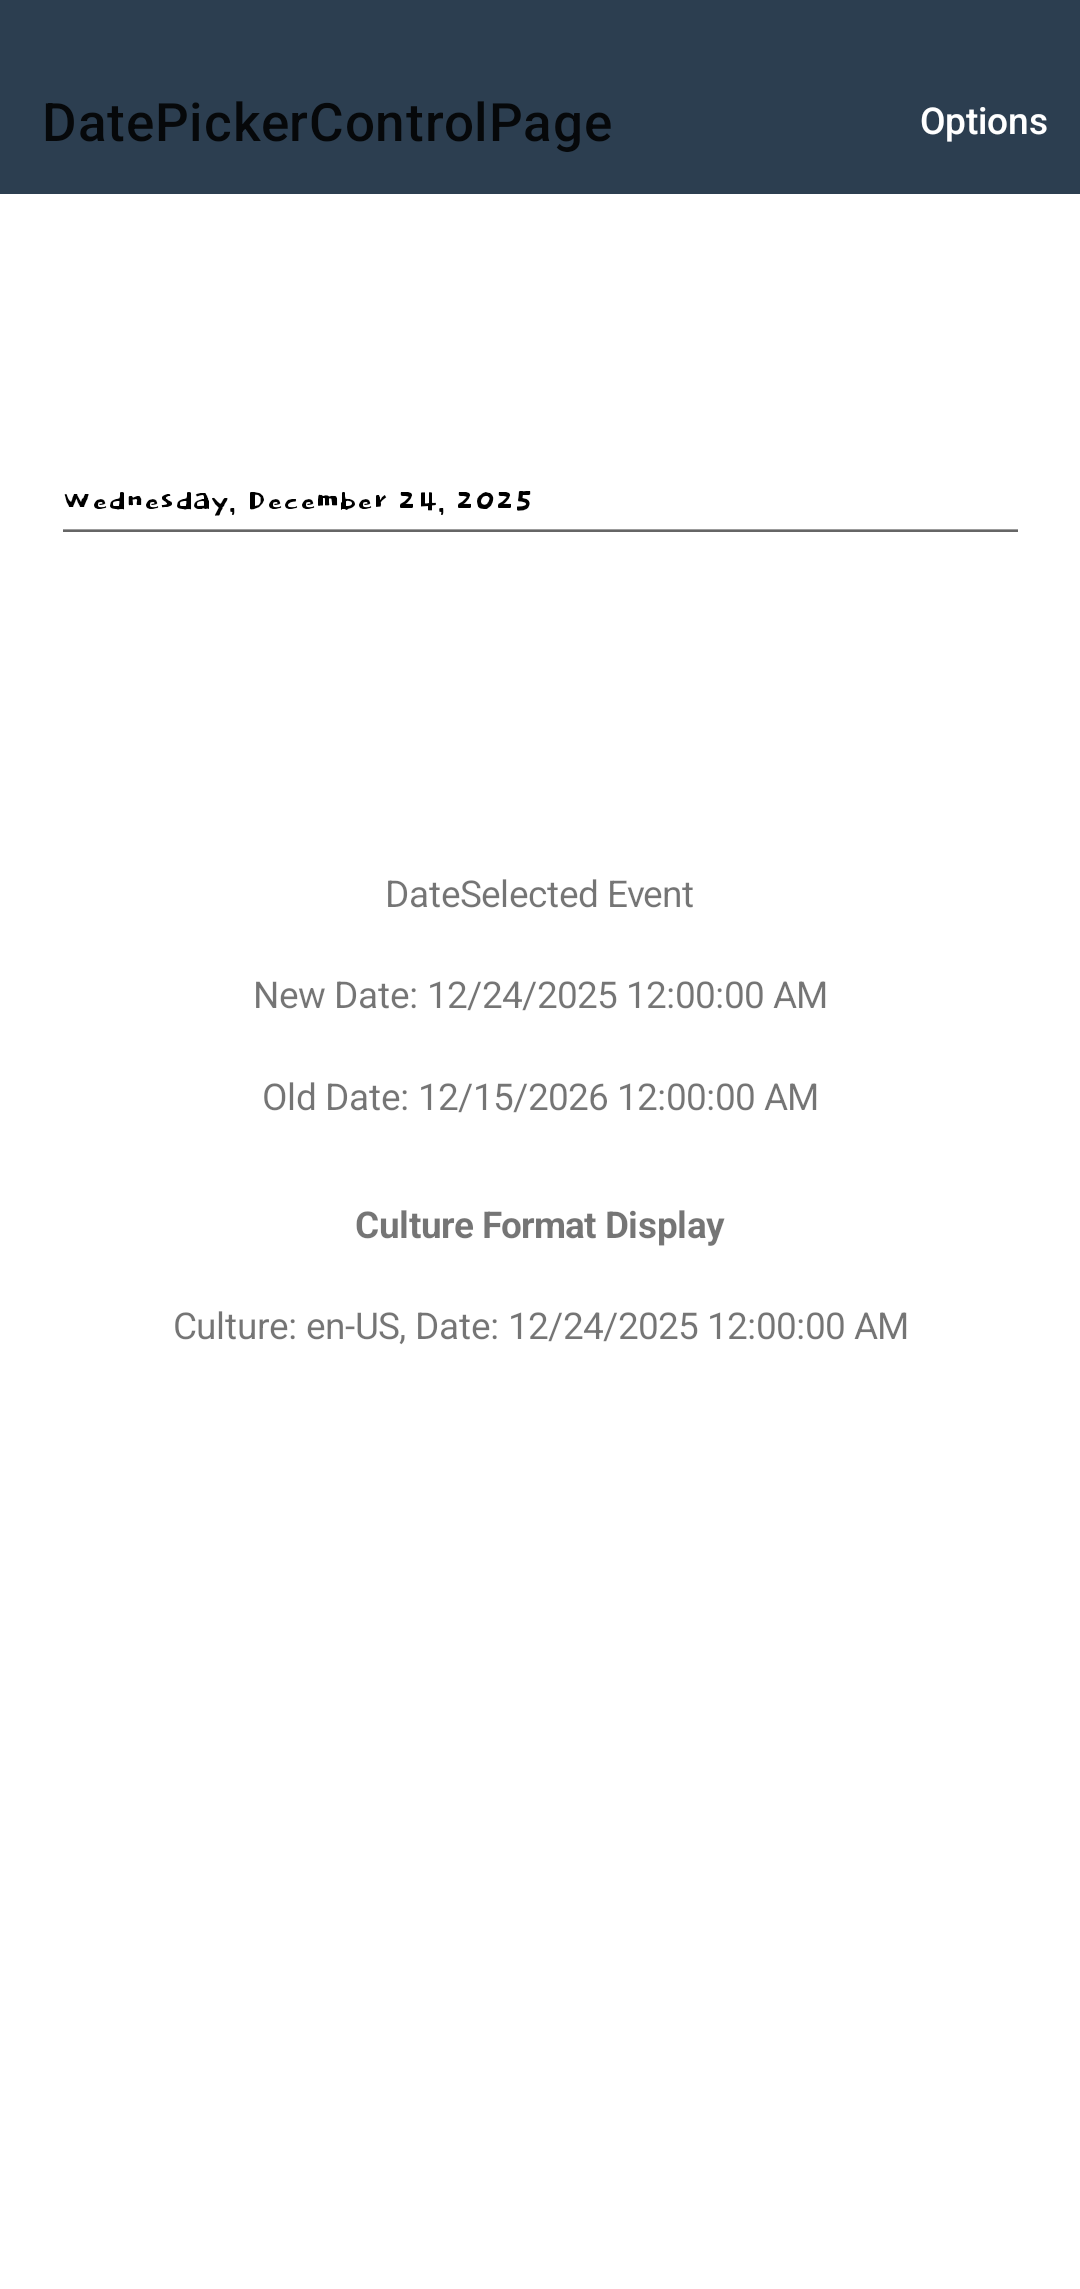 DatePickerControlPage
Options
Wednesday, December 24, 2025
DateSelected Event
New Date: 12/24/2025 12:00:00 AM
Old Date: 12/15/2026 12:00:00 AM
Culture Format Display
Culture: en-US, Date: 12/24/2025 12:00:00 AM